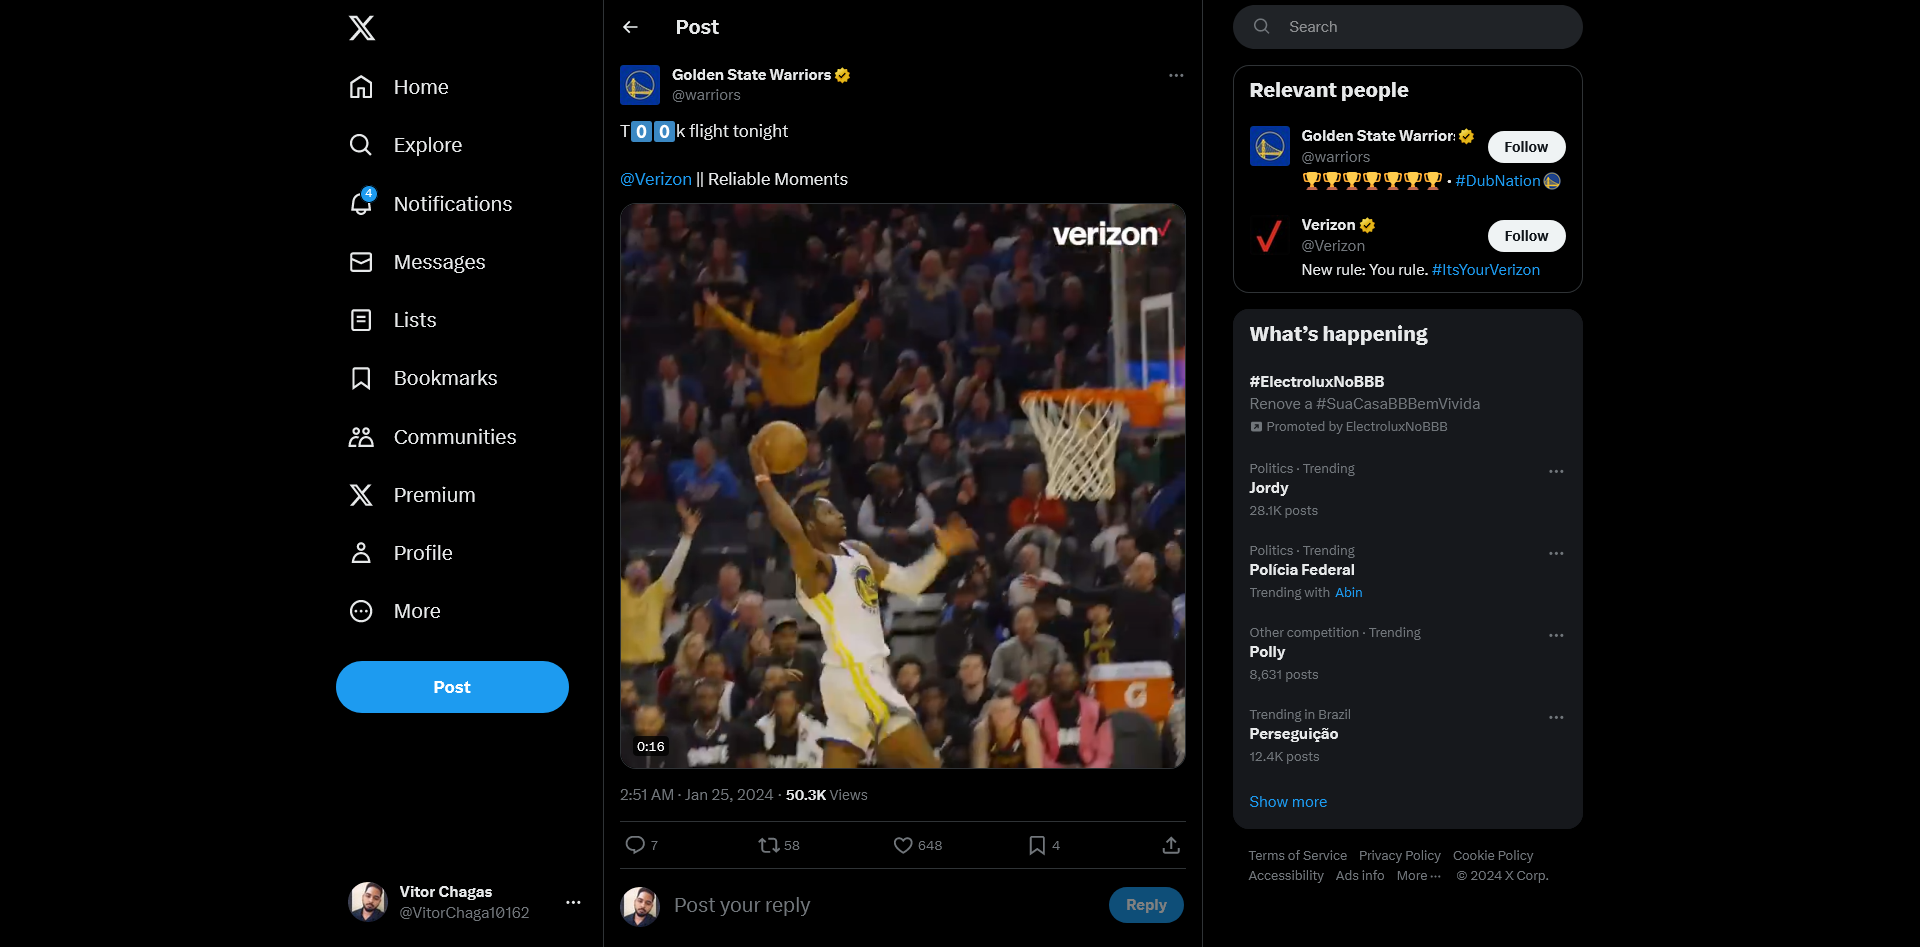 Home
Explore
4
Notifications
Messages
Lists
Bookmarks
Communities
Premium
Profile
More
Post
Vitor Chagas
@VitorChaga10162
Post
Golden State Warriors
@warriors
T0️⃣0️⃣k flight tonight
@Verizon || Reliable Moments
verizon
G
0:16
2:51 AM · Jan 25, 2024 · 50.3K Views
7 58 648 4
Post your reply
Reply
Search
Relevant people
Golden State Warriors
@warriors
Follow
🏆🏆🏆🏆🏆🏆🏆 • #DubNation
Verizon
@Verizon
Follow
New rule: You rule. #ItsYourVerizon
What's happening
#ElectroluxNoBBB
Renove a #SuaCasaBBBemVivida
Promoted by ElectroluxNoBBB
Politics · Trending
Jordy
28.1K posts
Politics · Trending
Polícia Federal
Trending with Abin
Other competition · Trending
Polly
8,631 posts
Trending in Brazil
Perseguição
12.4K posts
Show more
Terms of Service Privacy Policy Cookie Policy
Accessibility Ads info More ··· © 2024 X Corp.